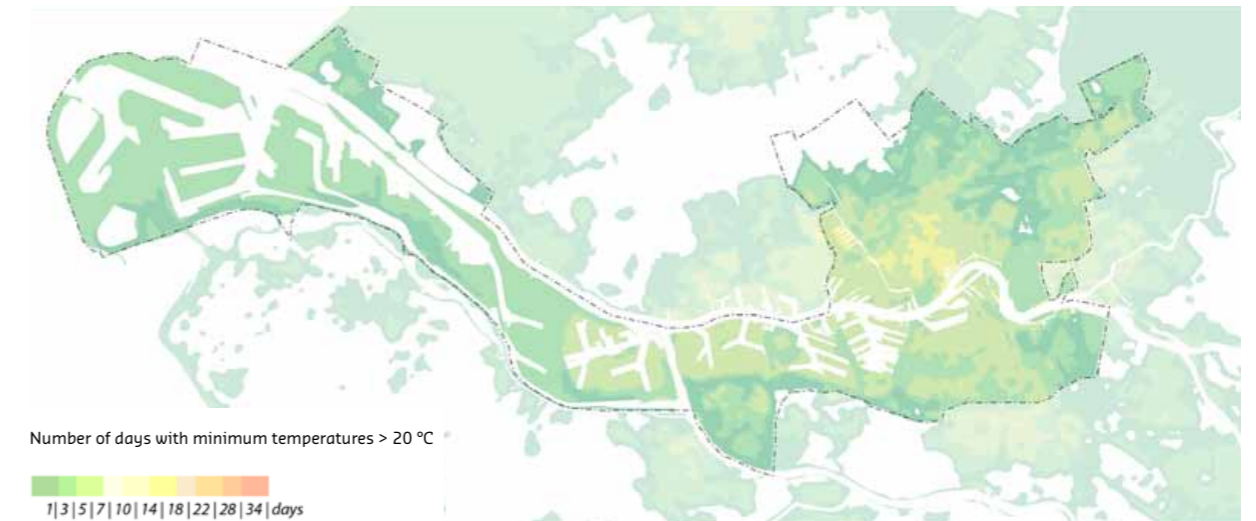 Number of days with minimum temperatures > 20 °C
1 | 3 | 5 | 7 | 10 | 14 | 18 | 22 | 28 | 34 | days